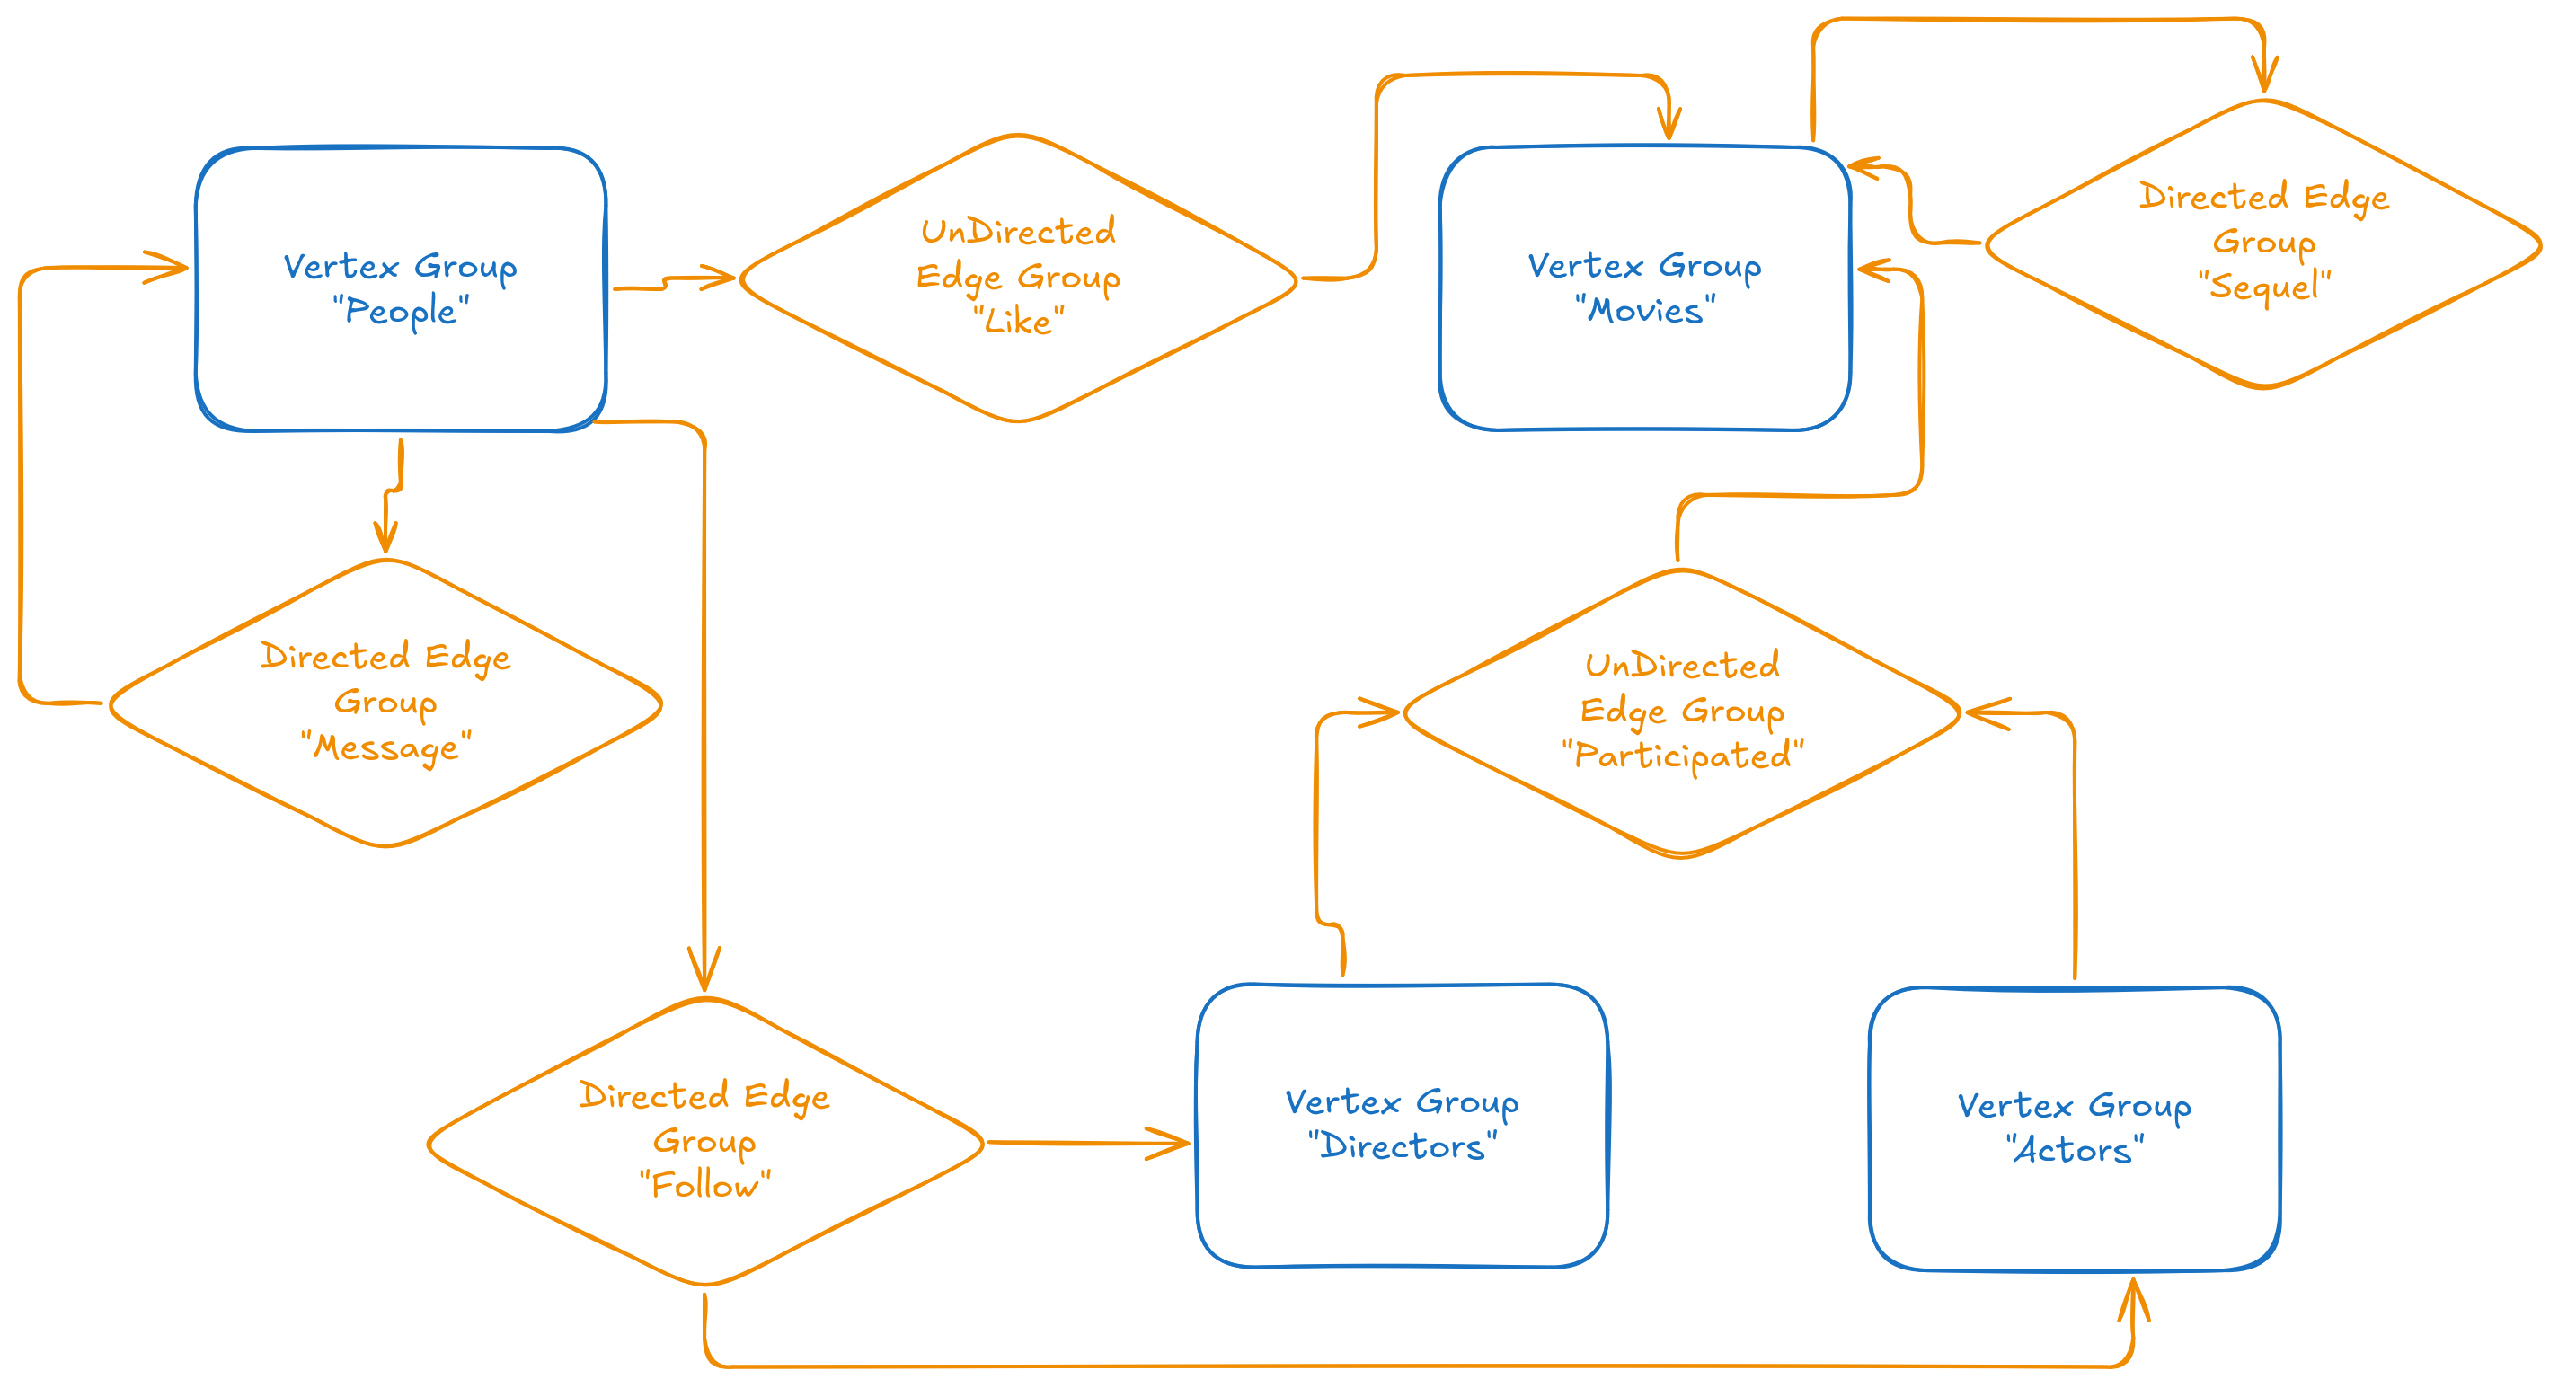 Vertex Group
"People"
UnDirected
Edge Group
"Like"
Vertex Group
"Movies"
Directed Edge
Group
"Sequel"
Directed Edge
Group
"Message"
UnDirected
Edge Group
"Participated"
Directed Edge
Group
"Follow"
Vertex Group
"Directors"
Vertex Group
"Actors"